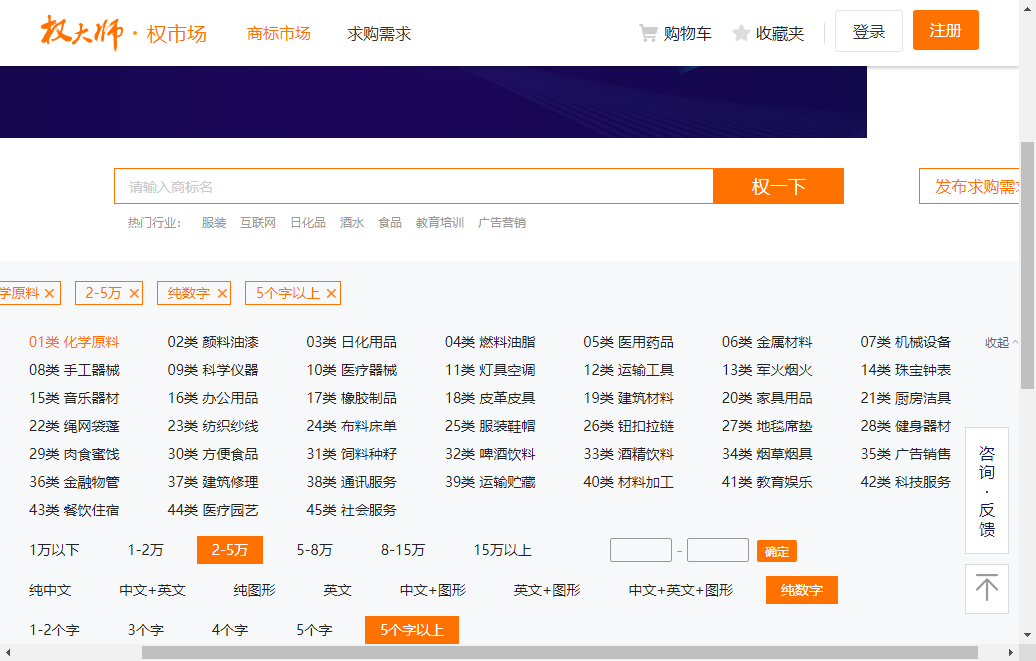 权大师 · 权市场 商标市场 求购需求 购物车 收藏夹 登录 注册
请输入商标名 权一下 发布求购需求
热门行业： 服装 互联网 日化品 酒水 食品 教育培训 广告营销
学原料 × 2-5万 × 纯数字 × 5个字以上 ×
01类 化学原料 02类 颜料油漆 03类 日化用品 04类 燃料油脂 05类 医用药品 06类 金属材料 07类 机械设备 收起
08类 手工器械 09类 科学仪器 10类 医疗器械 11类 灯具空调 12类 运输工具 13类 军火烟火 14类 珠宝钟表
15类 音乐器材 16类 办公用品 17类 橡胶制品 18类 皮革皮具 19类 建筑材料 20类 家具用品 21类 厨房洁具
22类 绳网袋蓬 23类 纺织纱线 24类 布料床单 25类 服装鞋帽 26类 钮扣拉链 27类 地毯席垫 28类 健身器材
29类 肉食蜜饯 30类 方便食品 31类 饲料种籽 32类 啤酒饮料 33类 酒精饮料 34类 烟草烟具 35类 广告销售
36类 金融物管 37类 建筑修理 38类 通讯服务 39类 运输贮藏 40类 材料加工 41类 教育娱乐 42类 科技服务
43类 餐饮住宿 44类 医疗园艺 45类 社会服务
咨询·反馈
1万以下 1-2万 2-5万 5-8万 8-15万 15万以上 - 确定
纯中文 中文+英文 纯图形 英文 中文+图形 英文+图形 中文+英文+图形 纯数字
1-2个字 3个字 4个字 5个字 5个字以上